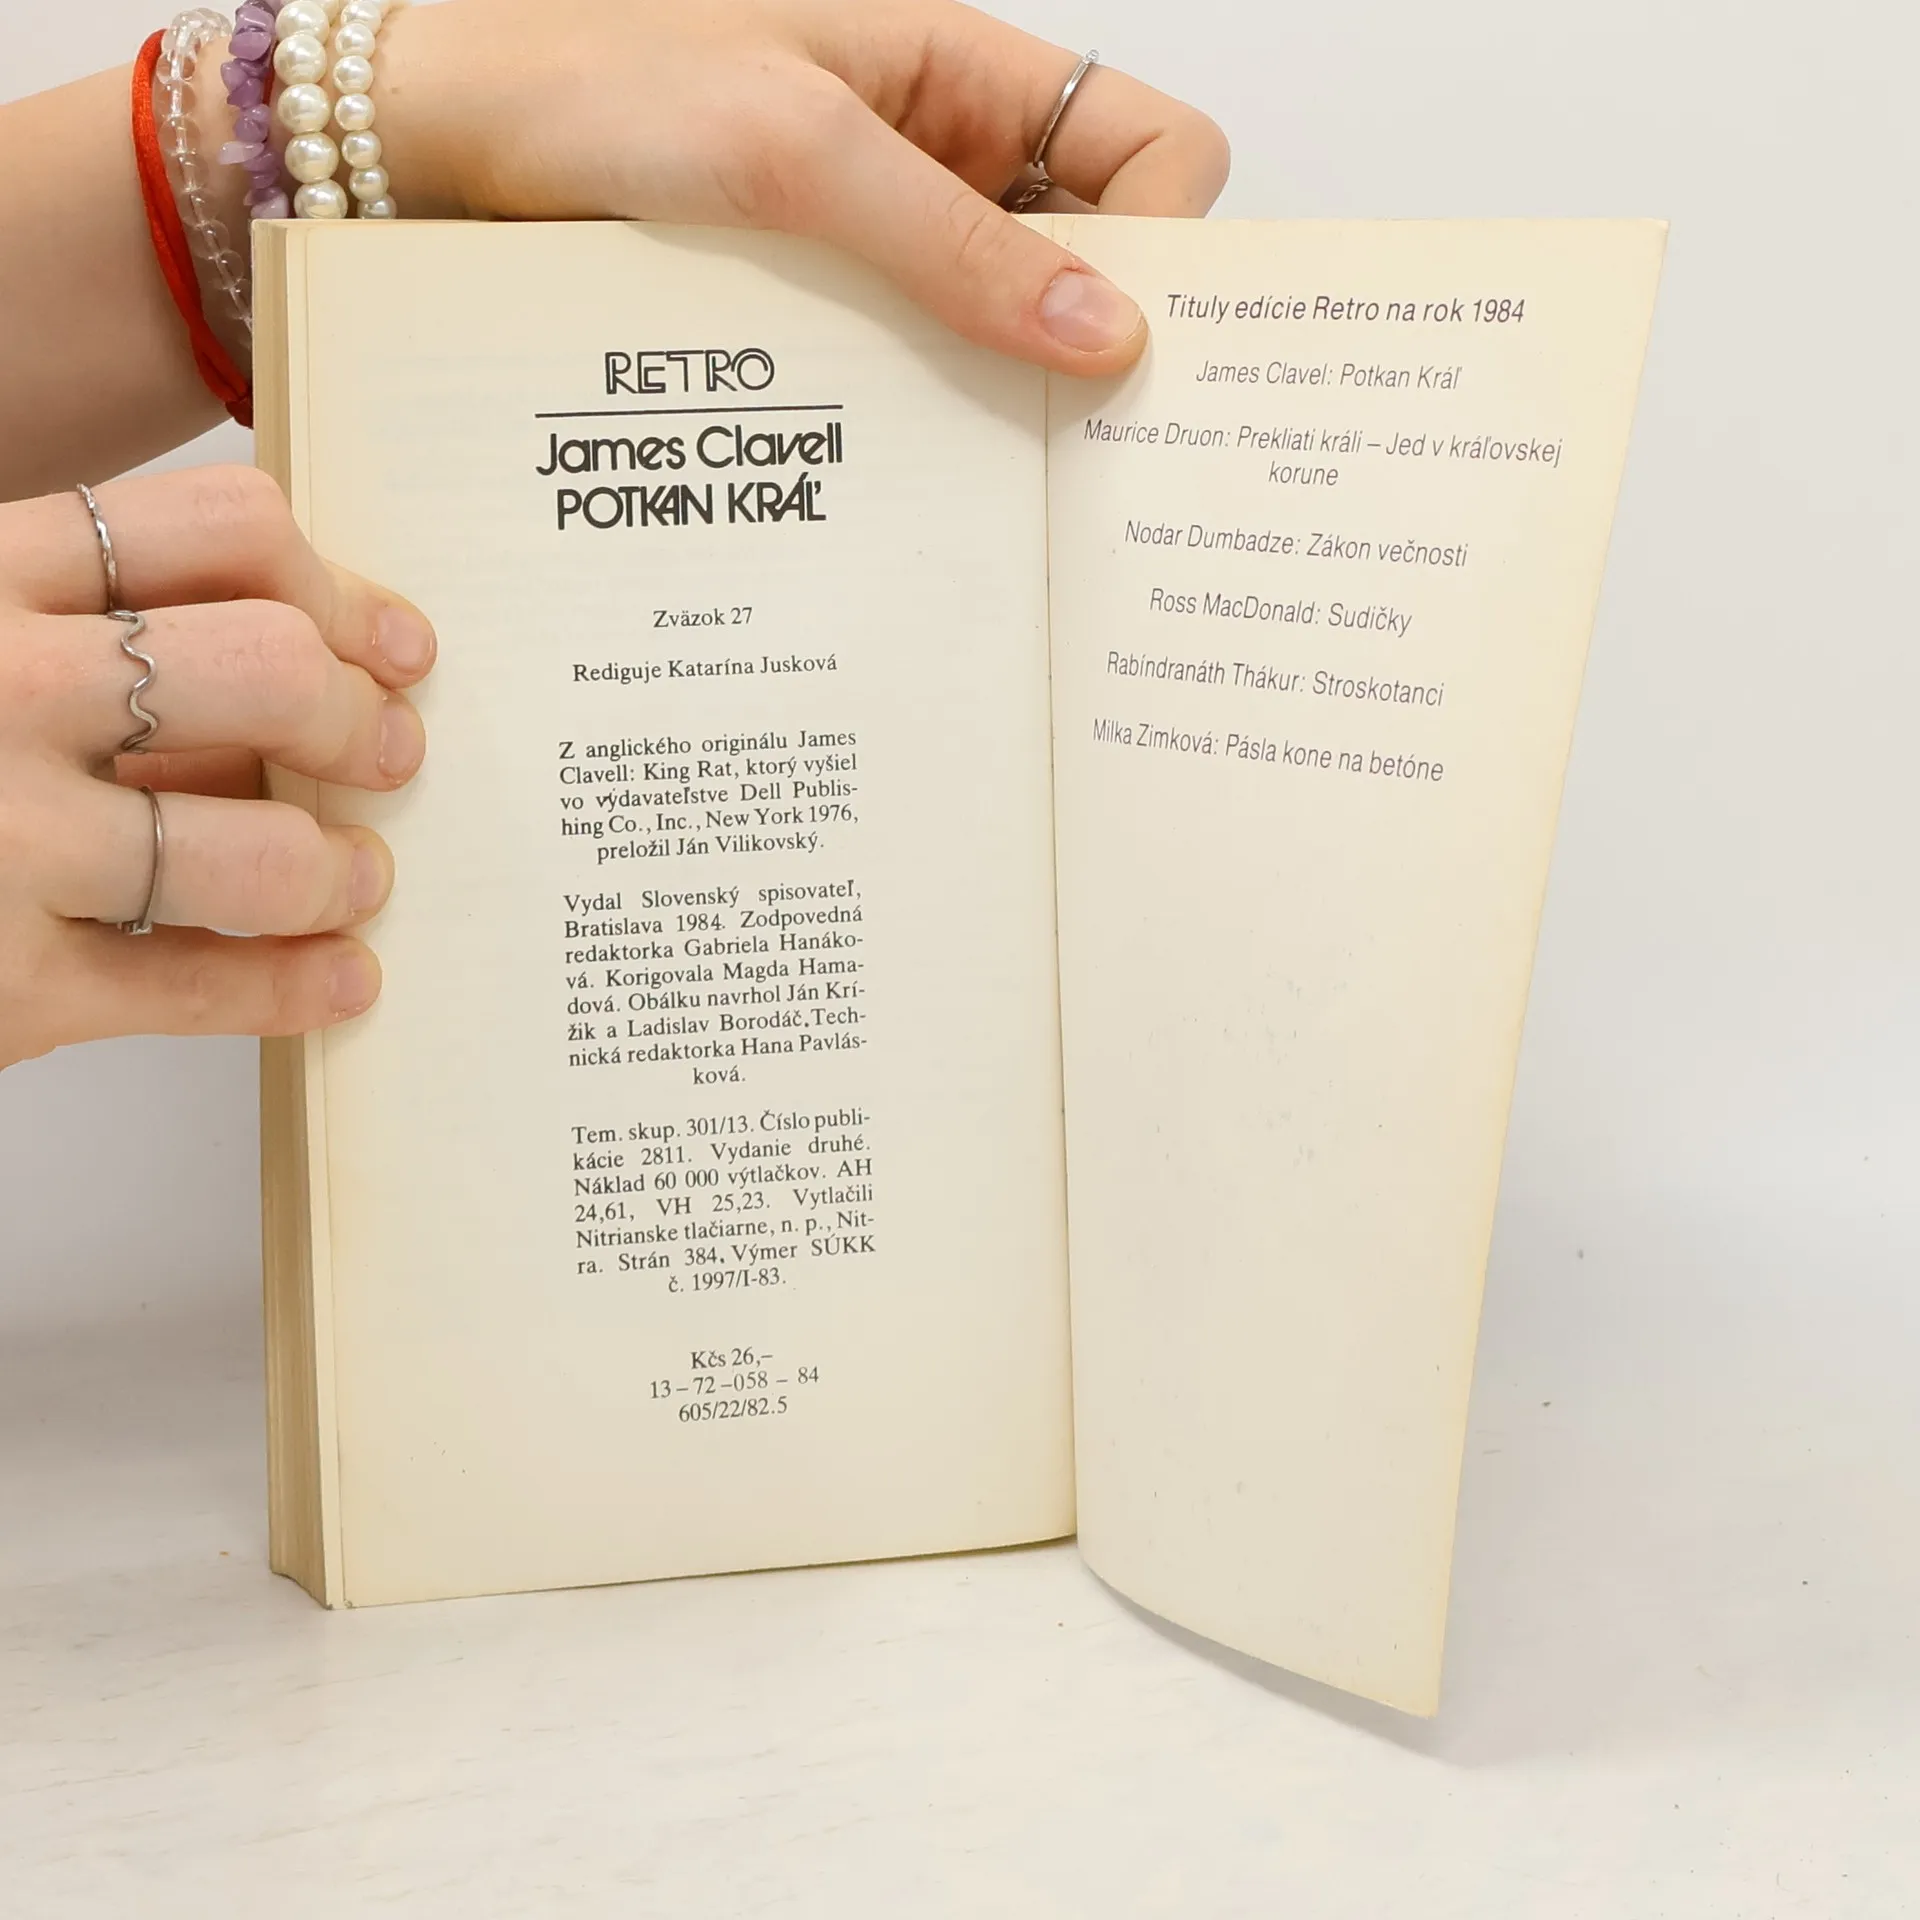 RETRO
James Clavell
POTKAN KRÁĽ
Zväzok 27
Rediguje Katarína Jusková
Z anglického originálu James
Clavell: King Rat, ktorý vyšiel
vo výdavateľstve Dell Publis-
hing Co., Inc., New York 1976,
preložil Ján Vilikovský.
Vydal Slovenský spisovateľ,
Bratislava 1984. Zodpovedná
redaktorka Gabriela Hanáko-
vá. Korigovala Magda Hama-
dová. Obálku navrhol Ján Krí-
žik a Ladislav Borodáč. Tech-
nická redaktorka Hana Pavlás-
ková.
Tem. skup. 301/13. Číslo publi-
kácie 2811. Vydanie druhé.
Náklad 60 000 výtlačkov. AH
24,61, VH 25,23. Vytlačili
Nitrianske tlačiarne, n. p., Nit-
ra. Strán 384. Výmer SÚKK
č. 1997/I-83.
Kčs 26,–
13 – 72 –058 – 84
605/22/82.5
Tituly edície Retro na rok 1984
James Clavel: Potkan Kráľ
Maurice Druon: Prekliati králi – Jed v kráľovskej
korune
Nodar Dumbadze: Zákon večnosti
Ross MacDonald: Sudičky
Rabíndranáth Thákur: Stroskotanci
Milka Zimková: Pásla kone na betóne